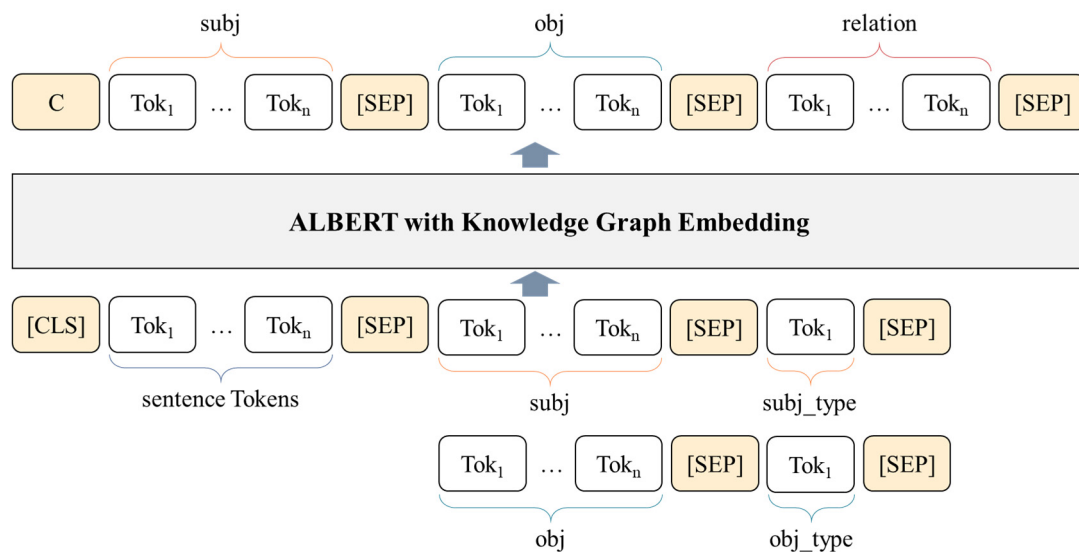 subj obj relation
C Tok₁ … Tokₙ [SEP] Tok₁ … Tokₙ [SEP] Tok₁ … Tokₙ [SEP]
ALBERT with Knowledge Graph Embedding
[CLS] Tok₁ … Tokₙ [SEP] Tok₁ … Tokₙ [SEP] Tok₁ [SEP]
sentence Tokens subj subj_type
Tok₁ … Tokₙ [SEP] Tok₁ [SEP]
obj obj_type